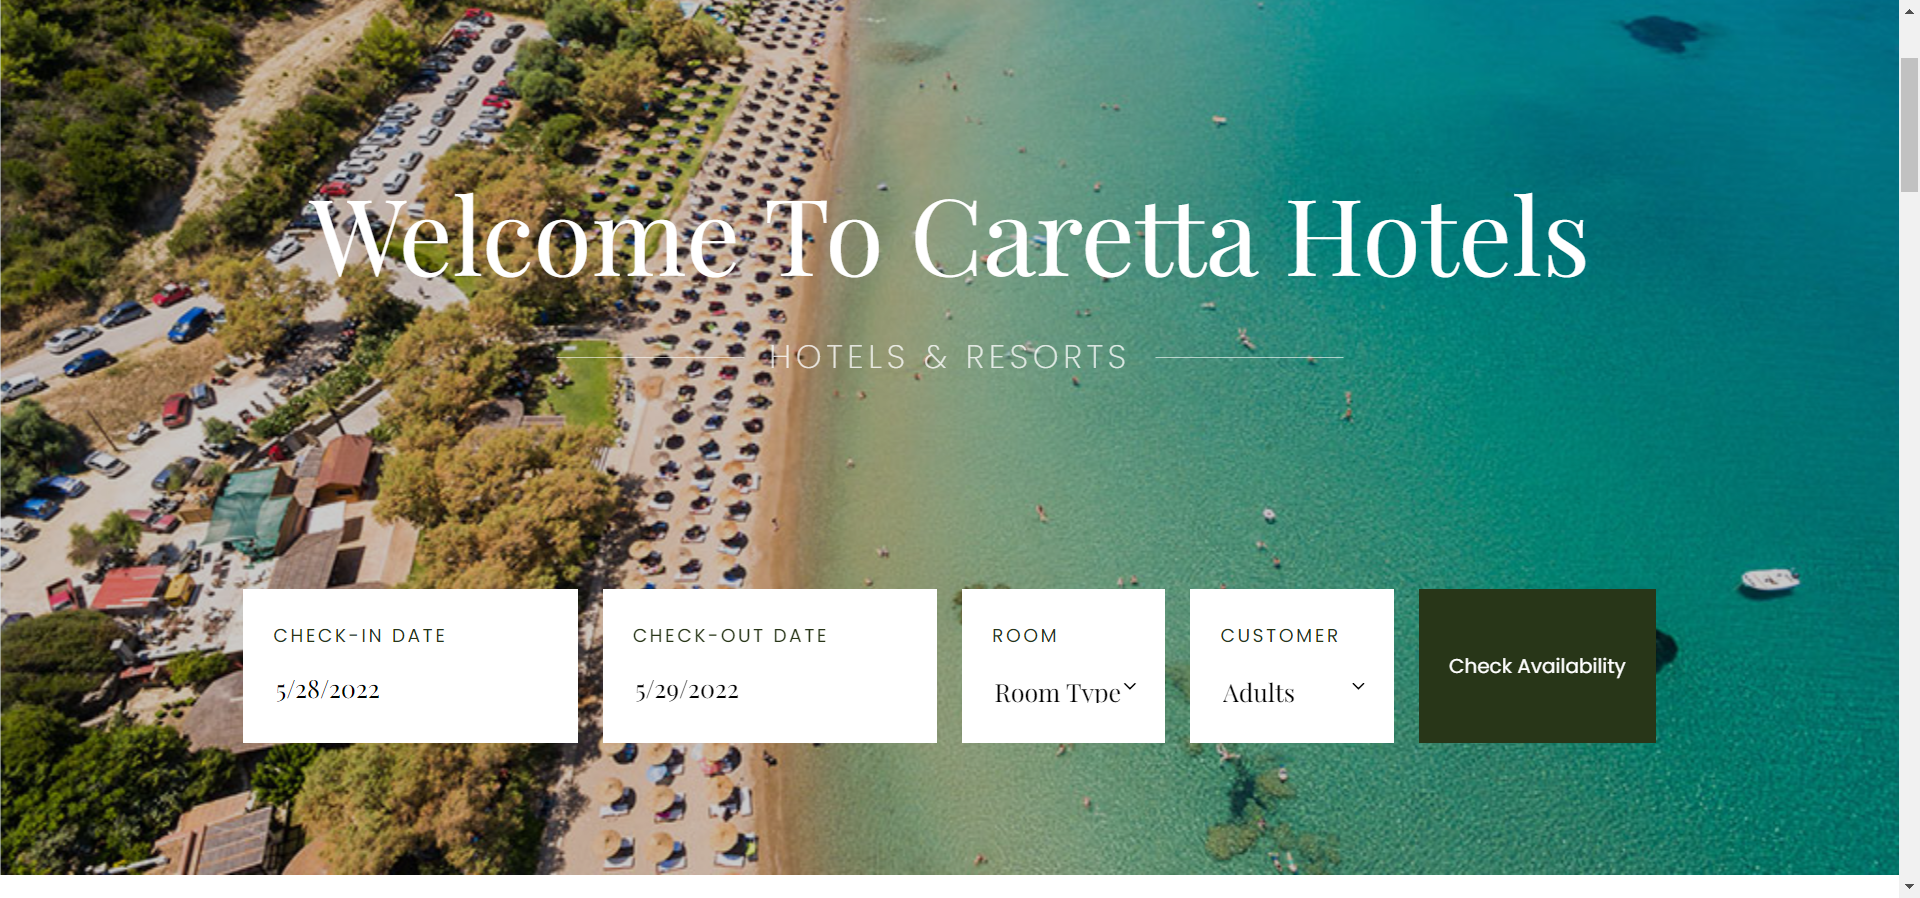 Welcome To Caretta Hotels
HOTELS & RESORTS
CHECK-IN DATE
5/28/2022
CHECK-OUT DATE
5/29/2022
ROOM
Room Type
CUSTOMER
Adults
Check Availability